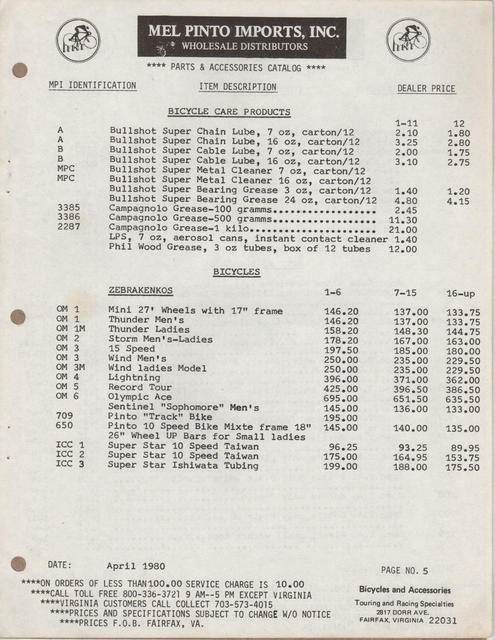 MEL PINTO IMPORTS, INC.
WHOLESALE DISTRIBUTORS
**** PARTS & ACCESSORIES CATALOG ****
MPI IDENTIFICATION ITEM DESCRIPTION DEALER PRICE
BICYCLE CARE PRODUCTS
1-11 12
A Bullshot Super Chain Lube, 7 oz, carton/12 2.10 1.80
A Bullshot Super Chain Lube, 16 oz, carton/12 3.25 2.80
B Bullshot Super Cable Lube, 7 oz, carton/12 2.00 1.75
B Bullshot Super Cable Lube, 16 oz, carton/12 3.10 2.75
MPC Bullshot Super Metal Cleaner 7 oz, carton/12
MPC Bullshot Super Metal Cleaner 16 oz, carton/12
Bullshot Super Bearing Grease 3 oz, carton/12 1.40 1.20
Bullshot Super Bearing Grease 24 oz, carton/12 4.80 4.15
3385 Campagnolo Grease-100 gramms.................. 2.45
3386 Campagnolo Grease-500 gramms.................. 11.30
2287 Campagnolo Grease-1 kilo...................... 21.00
LPS, 7 oz, aerosol cans, instant contact cleaner 1.40
Phil Wood Grease, 3 oz tubes, box of 12 tubes 12.00
BICYCLES
ZEBRAKENKOS 1-6 7-15 16-up
OM 1 Mini 27' Wheels with 17" frame 146.20 137.00 133.75
OM 1 Thunder Men's 146.20 137.00 133.75
OM 1M Thunder Ladies 158.20 148.30 144.75
OM 2 Storm Men's-Ladies 178.20 167.00 163.00
OM 3 15 Speed 197.50 185.00 180.00
OM 3 Wind Men's 250.00 235.00 229.50
OM 3M Wind ladies Model 250.00 235.00 229.50
OM 4 Lightning 396.00 371.00 362.00
OM 5 Record Tour 425.00 396.50 386.50
OM 6 Olympic Ace 695.00 651.50 635.50
Sentinel "Sophomore" Men's 145.00 136.00 133.00
709 Pinto "Track" Bike 195.00
650 Pinto 10 Speed Bike Mixte frame 18" 145.00 140.00 135.00
26" Wheel UP Bars for Small ladies
ICC 1 Super Star 10 Speed Taiwan 96.25 93.25 89.95
ICC 2 Super Star 10 Speed Taiwan 175.00 164.95 153.75
ICC 3 Super Star Ishiwata Tubing 199.00 188.00 175.50
DATE: April 1980 PAGE NO. 5
****ON ORDERS OF LESS THAN 100.00 SERVICE CHARGE IS 10.00
****CALL TOLL FREE 800-336-3721 9 AM--5 PM EXCEPT VIRGINIA
****VIRGINIA CUSTOMERS CALL COLLECT 703-573-4015
****PRICES AND SPECIFICATIONS SUBJECT TO CHANGE W/O NOTICE
****PRICES F.O.B. FAIRFAX, VA.
Bicycles and Accessories
Touring and Racing Specialties
2817 DORR AVE.
FAIRFAX, VIRGINIA 22031